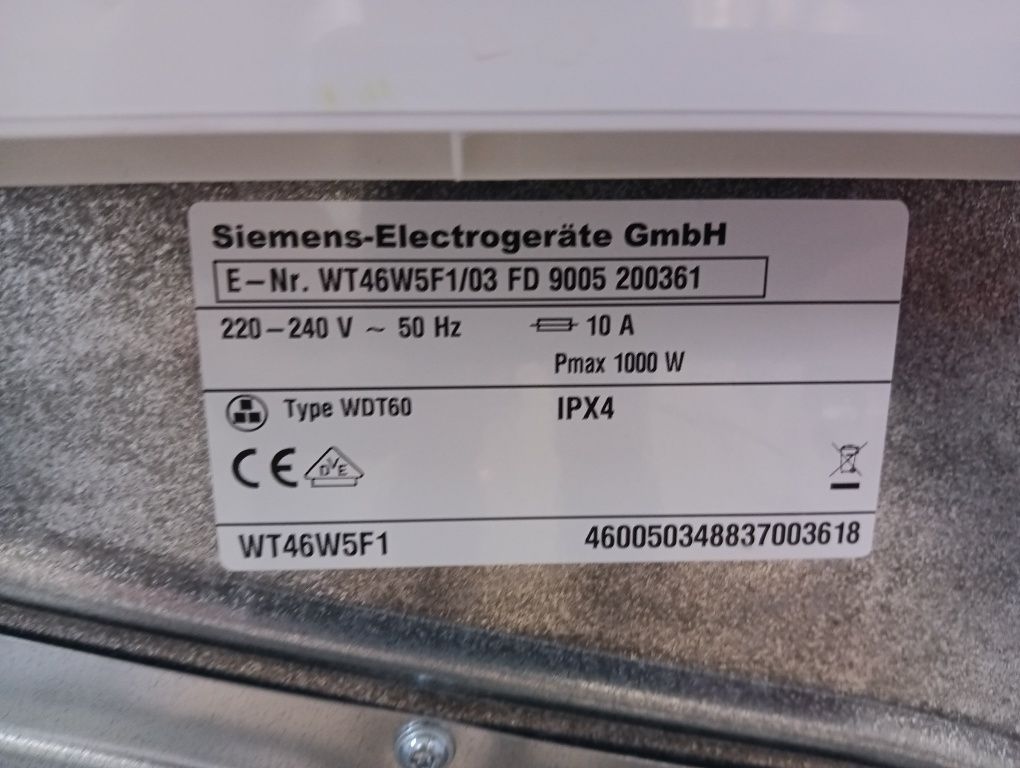 Siemens-Electrogeräte GmbH
E-Nr. WT46W5F1/03 FD 9005 200361
220-240 V ~ 50 Hz 10 A
Pmax 1000 W
Type WDT60 IPX4
CE DVE
WT46W5F1 460050348837003618